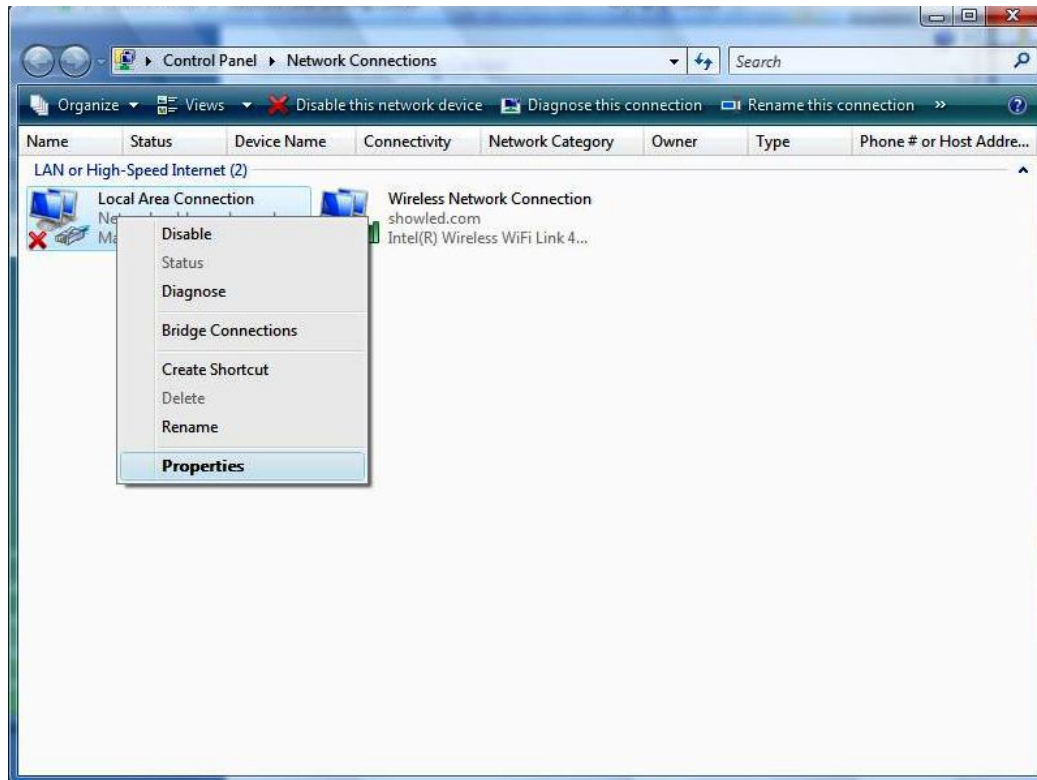 Control Panel Network Connections Search
Organize Views Disable this network device Diagnose this connection Rename this connection »
Name Status Device Name Connectivity Network Category Owner Type Phone # or Host Addre...
LAN or High-Speed Internet (2)
Local Area Connection
Wireless Network Connection
showled.com
Intel(R) Wireless WiFi Link 4...
Disable
Status
Diagnose
Bridge Connections
Create Shortcut
Delete
Rename
Properties